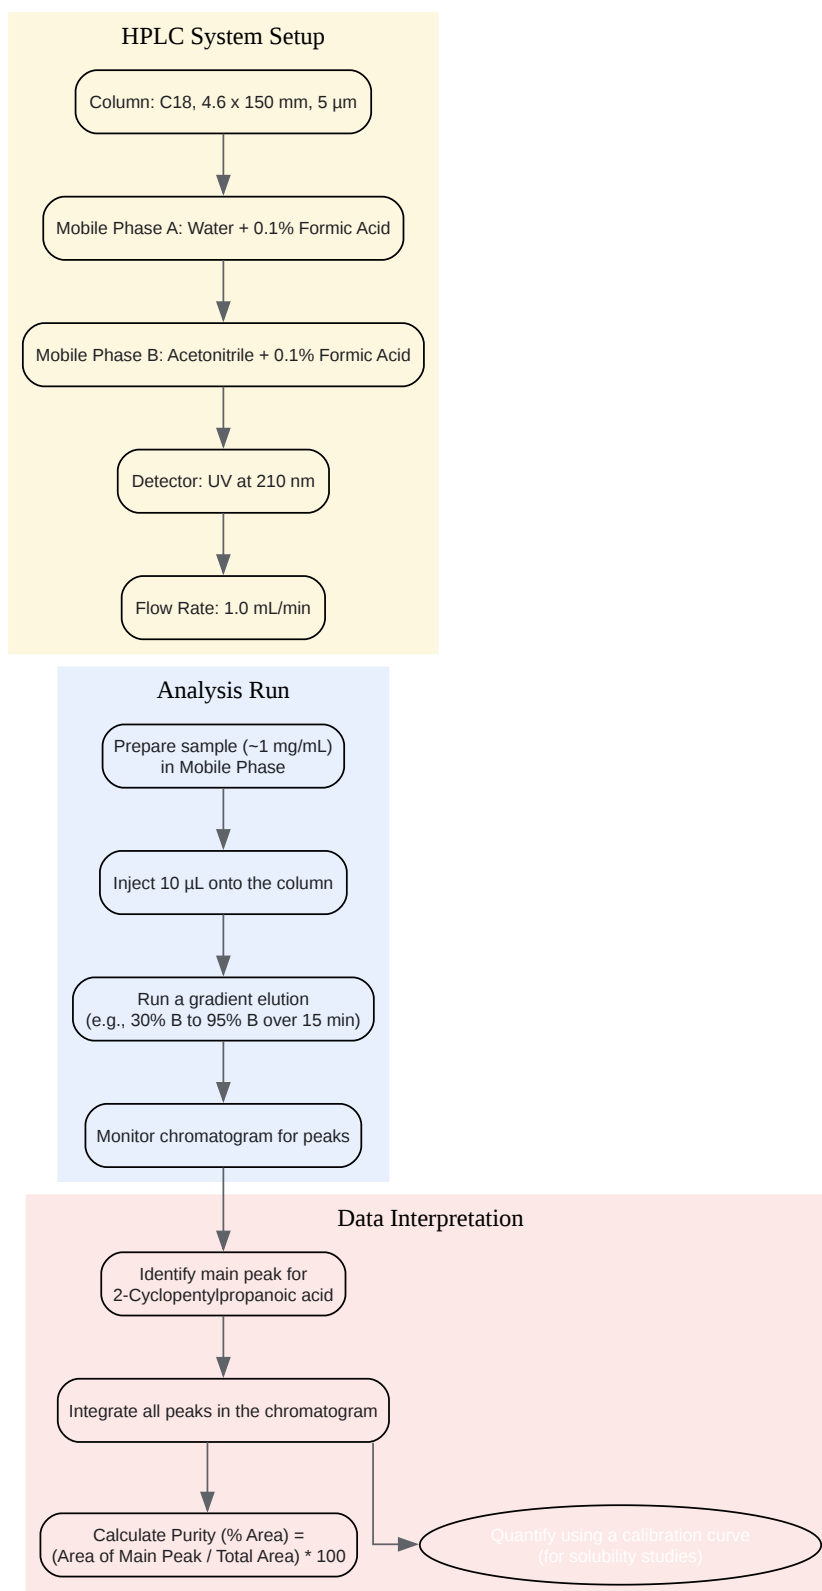 HPLC System Setup
Column: C18, 4.6 x 150 mm, 5 µm
Mobile Phase A: Water + 0.1% Formic Acid
Mobile Phase B: Acetonitrile + 0.1% Formic Acid
Detector: UV at 210 nm
Flow Rate: 1.0 mL/min
Analysis Run
Prepare sample (~1 mg/mL)
in Mobile Phase
Inject 10 µL onto the column
Run a gradient elution
(e.g., 30% B to 95% B over 15 min)
Monitor chromatogram for peaks
Data Interpretation
Identify main peak for
2-Cyclopentylpropanoic acid
Integrate all peaks in the chromatogram
Calculate Purity (% Area) =
(Area of Main Peak / Total Area) * 100
Quantify using a calibration curve
(for solubility studies)